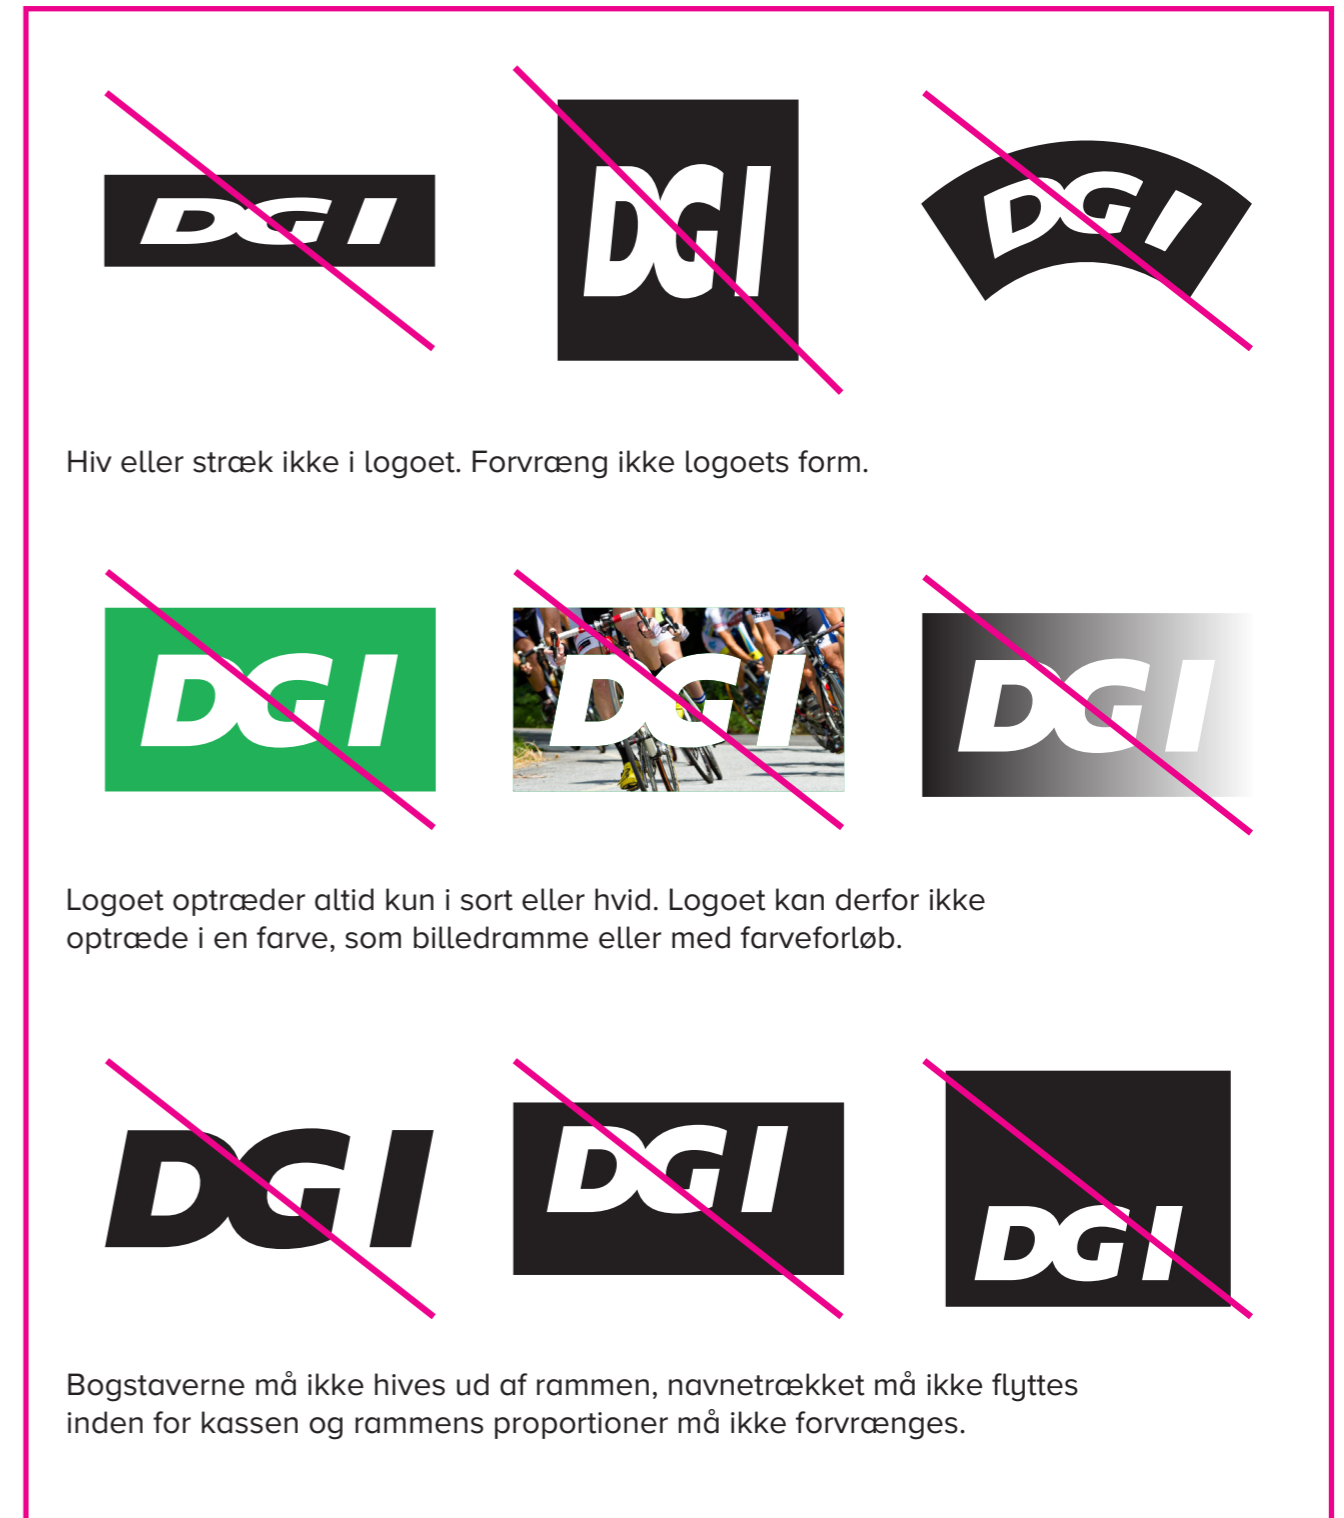 DGI DGI DGI
Hiv eller stræk ikke i logoet. Forvræng ikke logoets form.
DGI DGI DGI
Logoet optræder altid kun i sort eller hvid. Logoet kan derfor ikke
optræde i en farve, som billedramme eller med farveforløb.
DGI DGI DGI
Bogstaverne må ikke hives ud af rammen, navnetrækket må ikke flyttes
inden for kassen og rammens proportioner må ikke forvrænges.